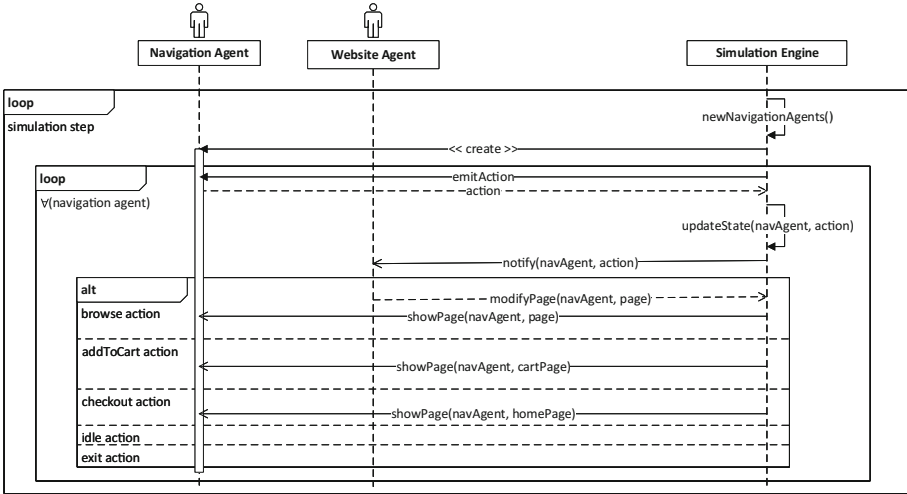 Navigation Agent
Website Agent
Simulation Engine
loop
simulation step
newNavigationAgents()
<< create >>
loop
∀(navigation agent)
emitAction
action
updateState(navAgent, action)
notify(navAgent, action)
alt
browse action
modifyPage(navAgent, page)
showPage(navAgent, page)
addToCart action
showPage(navAgent, cartPage)
checkout action
showPage(navAgent, homePage)
idle action
exit action